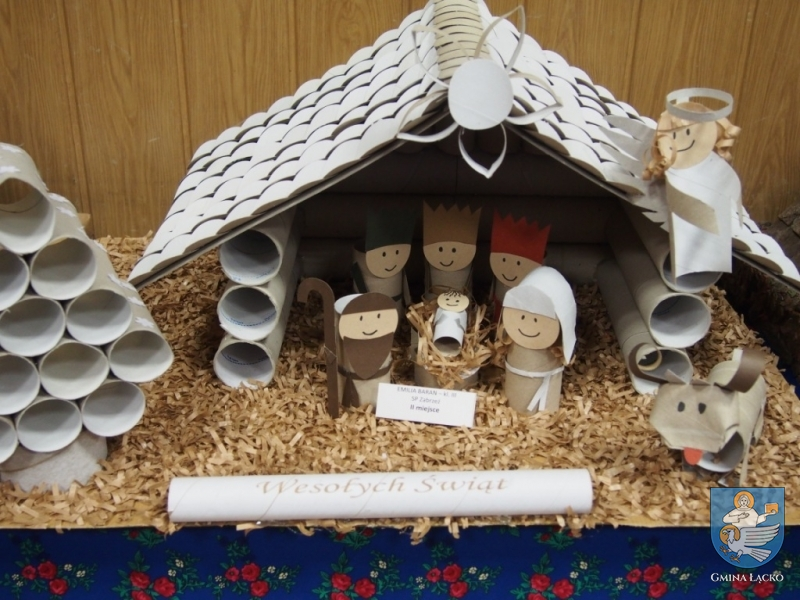 EMILIA BARAN – kl. III
SP Zabrzeż
II miejsce
Wesołych Świąt
GMINA ŁĄCKO